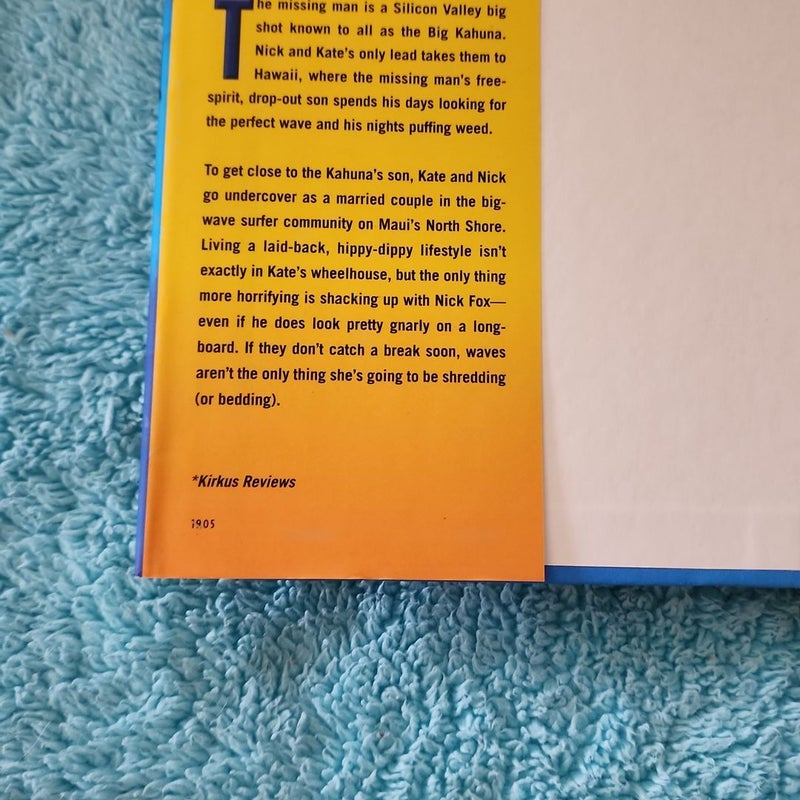 The missing man is a Silicon Valley big
shot known to all as the Big Kahuna.
Nick and Kate's only lead takes them to
Hawaii, where the missing man's free-
spirit, drop-out son spends his days looking for
the perfect wave and his nights puffing weed.
To get close to the Kahuna's son, Kate and Nick
go undercover as a married couple in the big-
wave surfer community on Maui's North Shore.
Living a laid-back, hippy-dippy lifestyle isn't
exactly in Kate's wheelhouse, but the only thing
more horrifying is shacking up with Nick Fox—
even if he does look pretty gnarly on a long-
board. If they don't catch a break soon, waves
aren't the only thing she's going to be shredding
(or bedding).
*Kirkus Reviews
1905